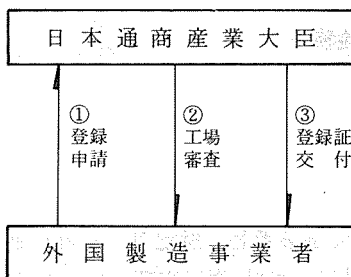 日本通商産業大臣
①
登録
申請
②
工場
審査
③
登録証
交付
外国製造事業者